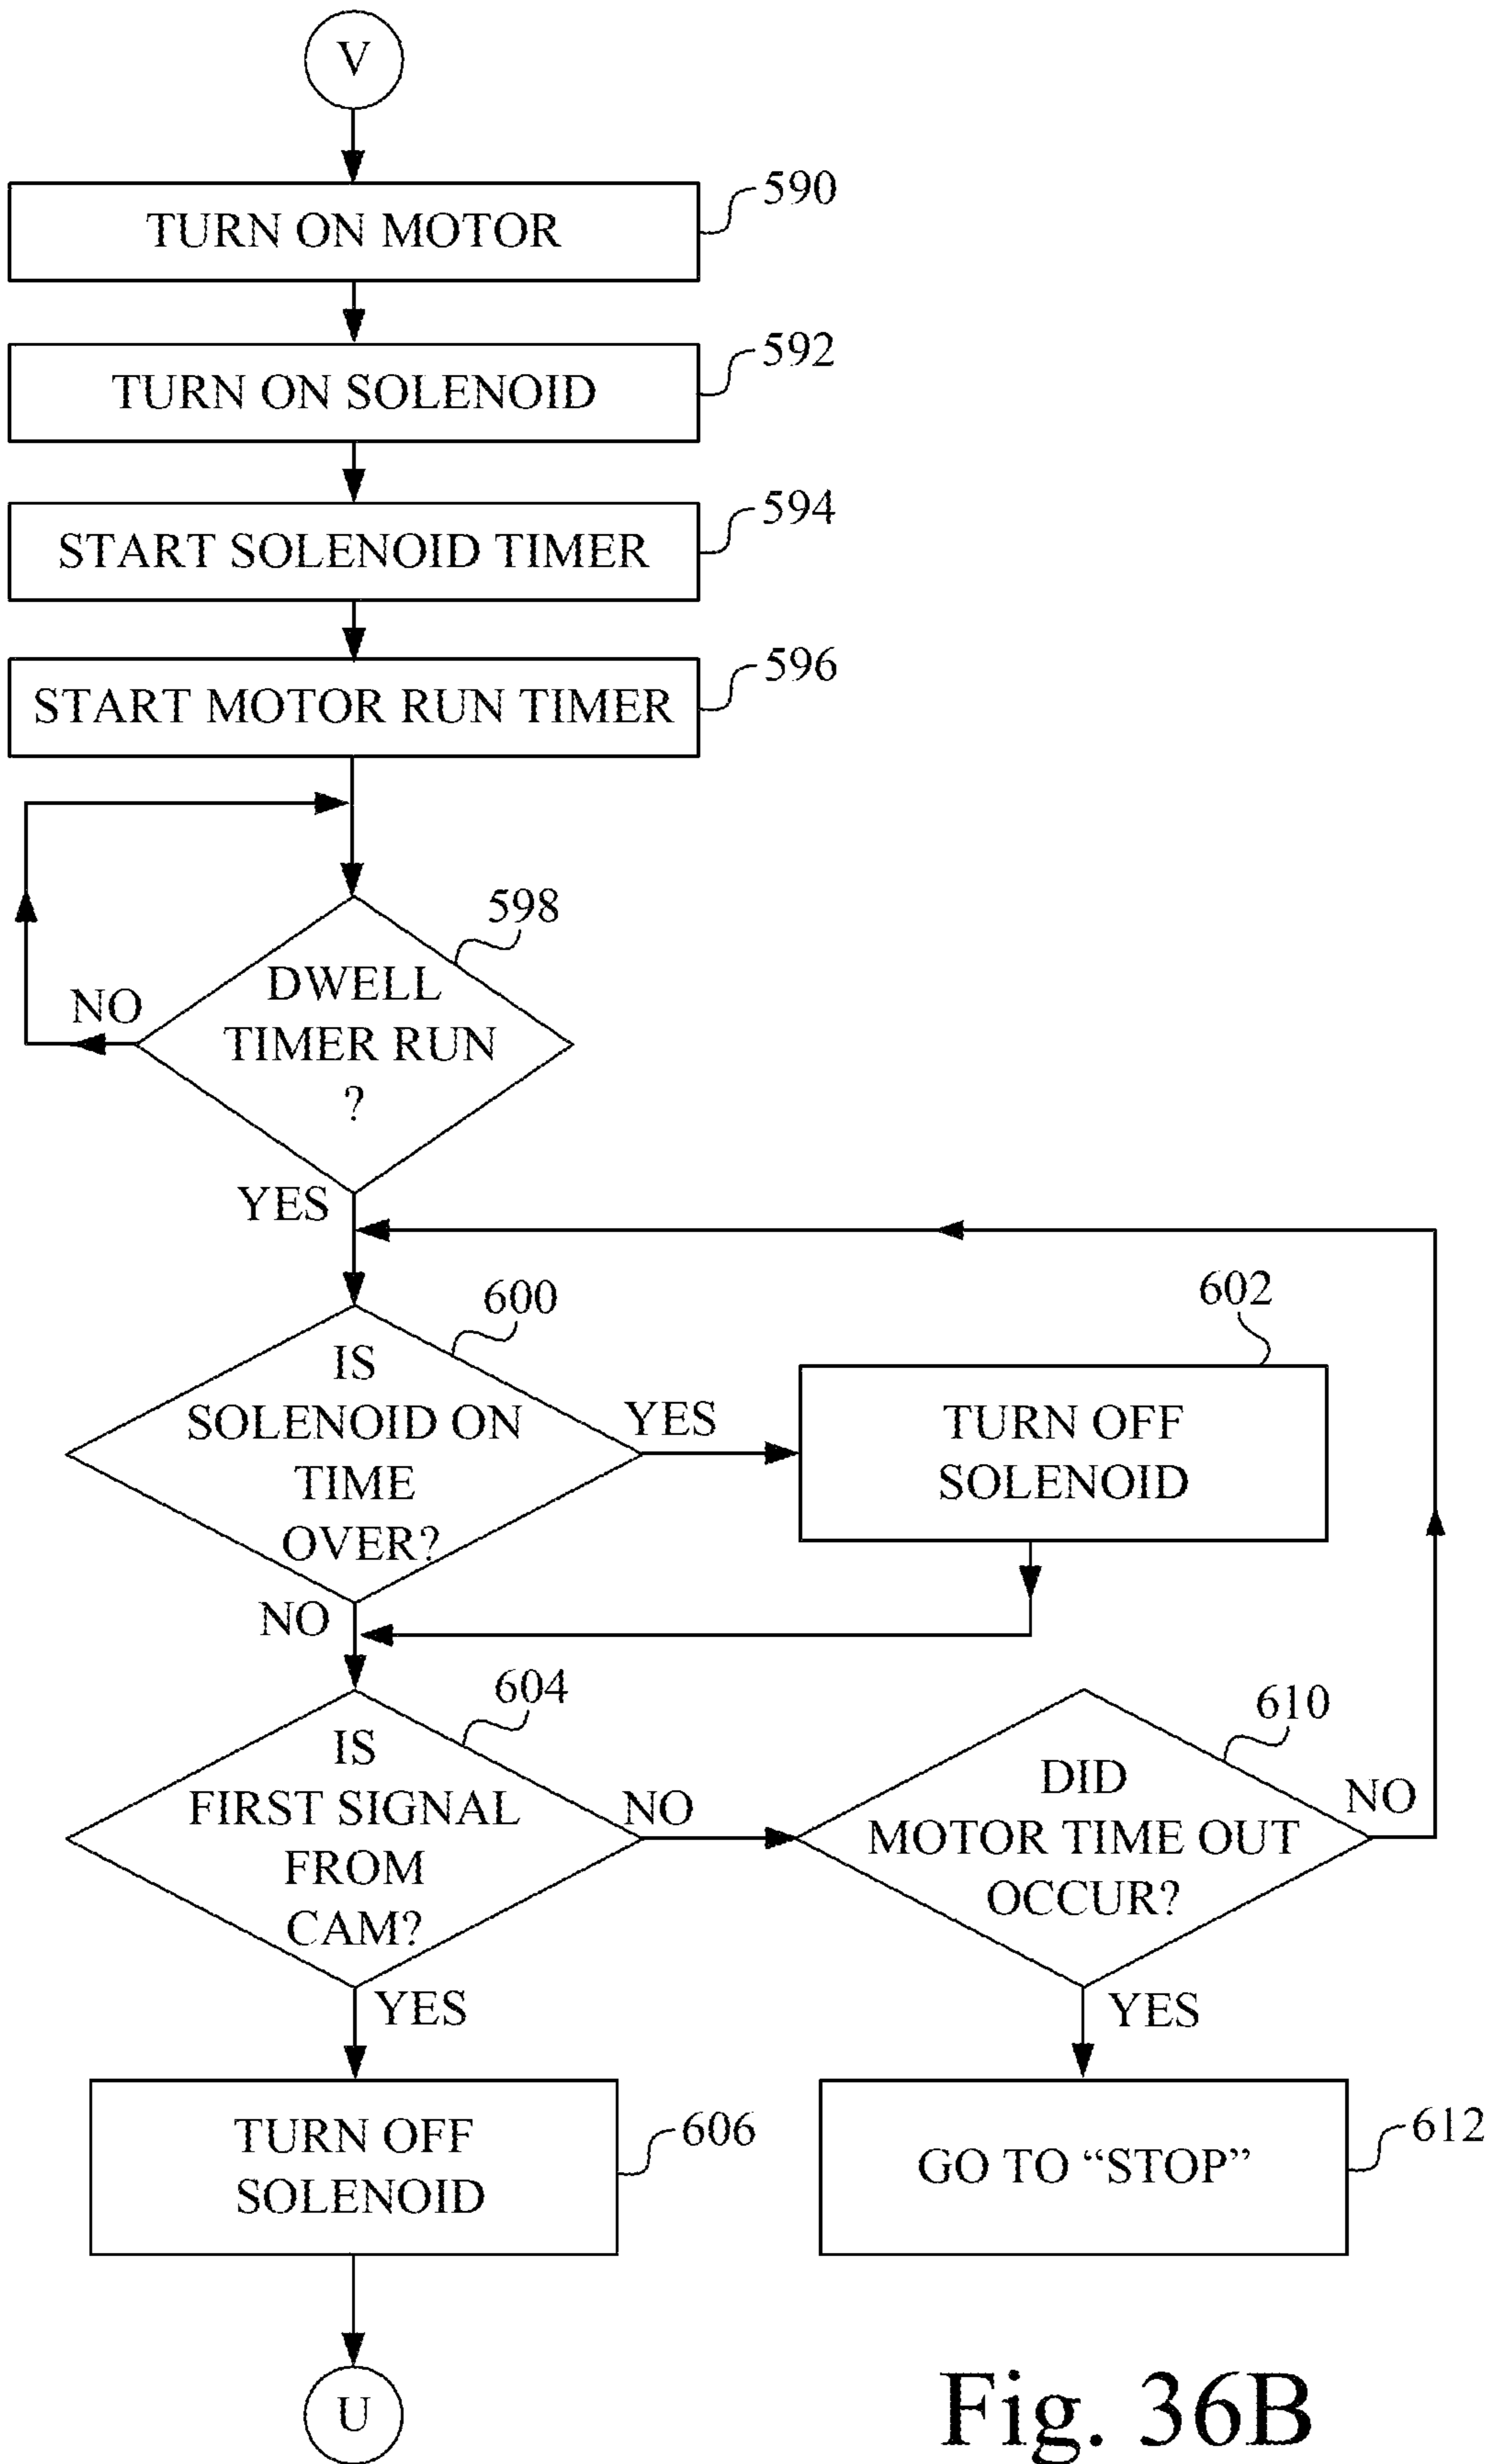 V
TURN ON MOTOR
590
TURN ON SOLENOID
592
START SOLENOID TIMER
594
START MOTOR RUN TIMER
596
598
DWELL
TIMER RUN
?
NO
YES
600
IS
SOLENOID ON
TIME
OVER?
YES
602
TURN OFF
SOLENOID
NO
604
IS
FIRST SIGNAL
FROM
CAM?
NO
610
DID
MOTOR TIME OUT
OCCUR?
NO
YES
YES
TURN OFF
SOLENOID
606
GO TO “STOP”
612
U
Fig. 36B